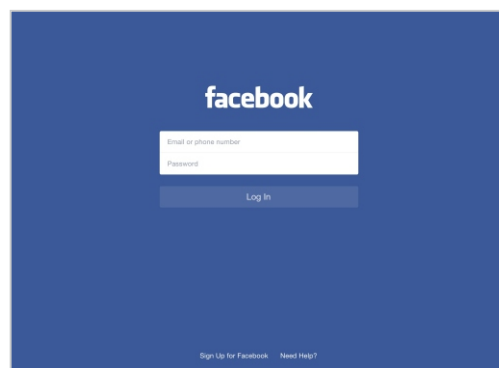 facebook
Email or phone number
Password
Log In
Sign Up for Facebook Need Help?